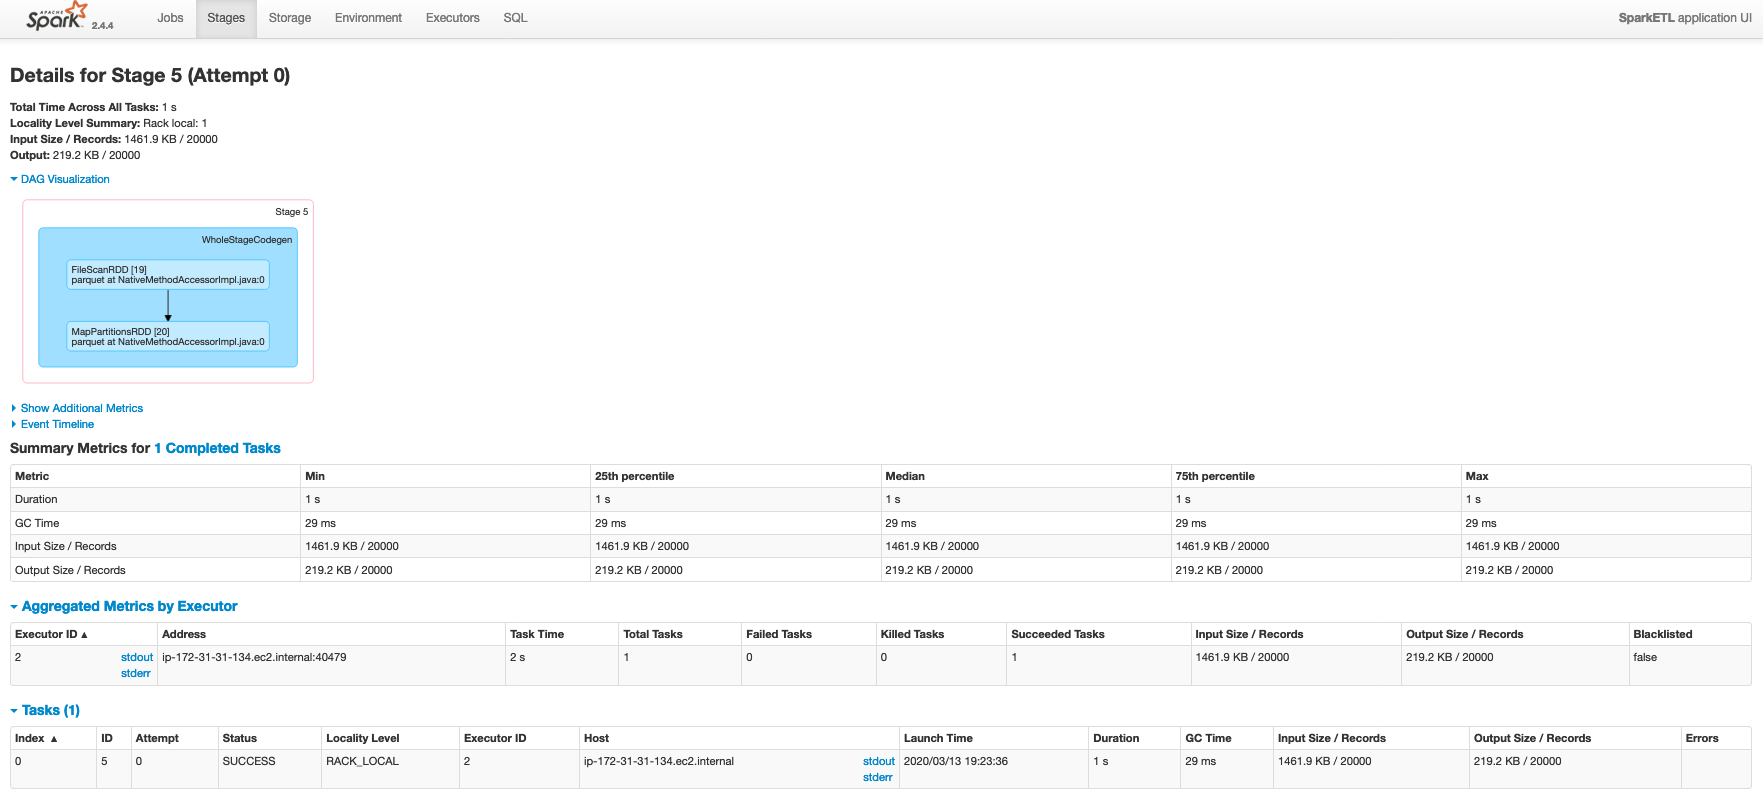 APACHE Spark 2.4.4 Jobs Stages Storage Environment Executors SQL SparkETL application UI
Details for Stage 5 (Attempt 0)
Total Time Across All Tasks: 1 s
Locality Level Summary: Rack local: 1
Input Size / Records: 1461.9 KB / 20000
Output: 219.2 KB / 20000
DAG Visualization
Stage 5
WholeStageCodegen
FileScanRDD [19]
parquet at NativeMethodAccessorImpl.java:0
MapPartitionsRDD [20]
parquet at NativeMethodAccessorImpl.java:0
Show Additional Metrics
Event Timeline
Summary Metrics for 1 Completed Tasks
Metric Min 25th percentile Median 75th percentile Max
Duration 1 s 1 s 1 s 1 s 1 s
GC Time 29 ms 29 ms 29 ms 29 ms 29 ms
Input Size / Records 1461.9 KB / 20000 1461.9 KB / 20000 1461.9 KB / 20000 1461.9 KB / 20000 1461.9 KB / 20000
Output Size / Records 219.2 KB / 20000 219.2 KB / 20000 219.2 KB / 20000 219.2 KB / 20000 219.2 KB / 20000
Aggregated Metrics by Executor
Executor ID ▲ Address Task Time Total Tasks Failed Tasks Killed Tasks Succeeded Tasks Input Size / Records Output Size / Records Blacklisted
2 stdout ip-172-31-31-134.ec2.internal:40479 2 s 1 0 0 1 1461.9 KB / 20000 219.2 KB / 20000 false
stderr
Tasks (1)
Index ▲ ID Attempt Status Locality Level Executor ID Host Launch Time Duration GC Time Input Size / Records Output Size / Records Errors
0 5 0 SUCCESS RACK_LOCAL 2 ip-172-31-31-134.ec2.internal stdout 2020/03/13 19:23:36 1 s 29 ms 1461.9 KB / 20000 219.2 KB / 20000
stderr